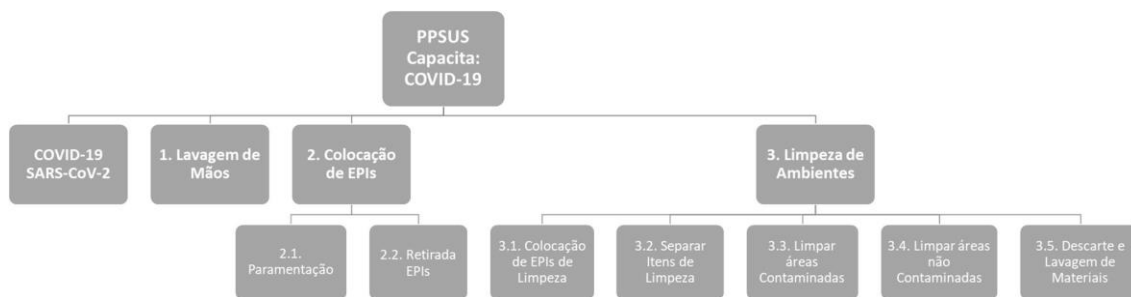 PPSUS
Capacita:
COVID-19
COVID-19
SARS-CoV-2
1. Lavagem de
Mãos
2. Colocação
de EPIs
3. Limpeza de
Ambientes
2.1.
Paramentação
2.2. Retirada
EPIs
3.1. Colocação
de EPIs de
Limpeza
3.2. Separar
Itens de
Limpeza
3.3. Limpar
áreas
Contaminadas
3.4. Limpar áreas
não
Contaminadas
3.5. Descarte e
Lavagem de
Materiais